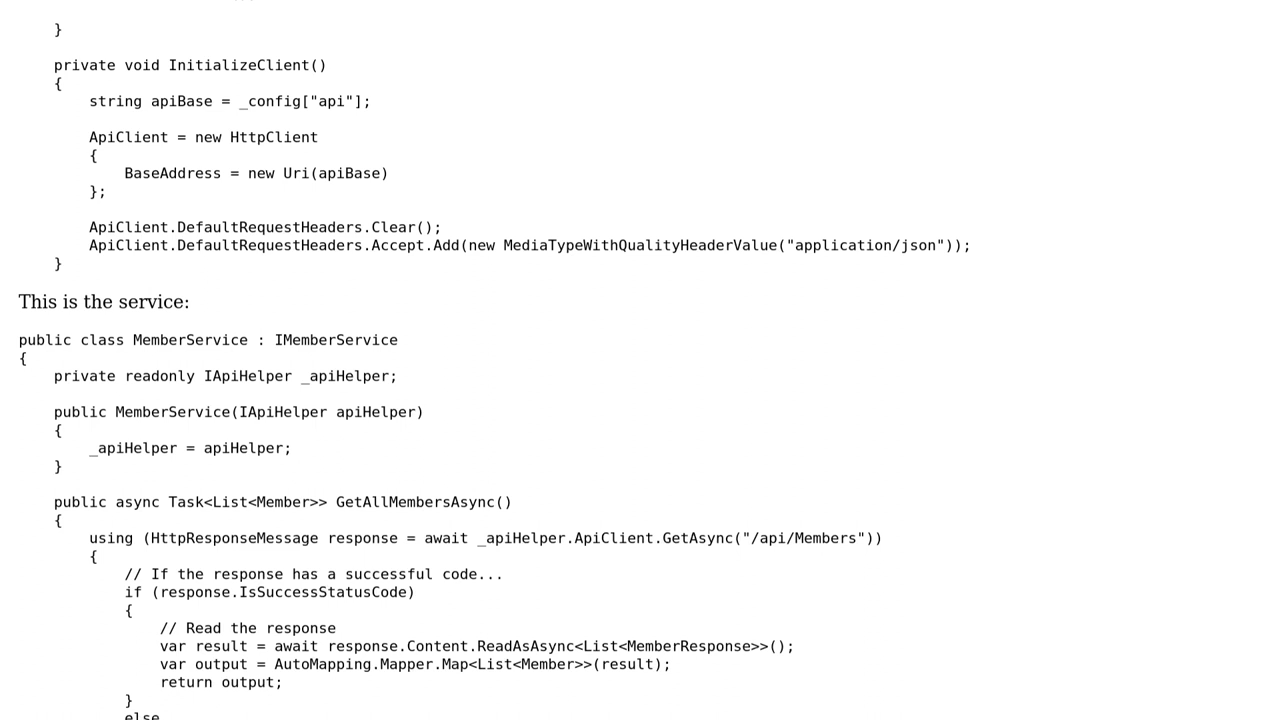 }

    private void InitializeClient()
    {
        string apiBase = _config["api"];

        ApiClient = new HttpClient
        {
            BaseAddress = new Uri(apiBase)
        };

        ApiClient.DefaultRequestHeaders.Clear();
        ApiClient.DefaultRequestHeaders.Accept.Add(new MediaTypeWithQualityHeaderValue("application/json"));
    }

This is the service:

public class MemberService : IMemberService
{
    private readonly IApiHelper _apiHelper;

    public MemberService(IApiHelper apiHelper)
    {
        _apiHelper = apiHelper;
    }

    public async Task<List<Member>> GetAllMembersAsync()
    {
        using (HttpResponseMessage response = await _apiHelper.ApiClient.GetAsync("/api/Members"))
        {
            // If the response has a successful code...
            if (response.IsSuccessStatusCode)
            {
                // Read the response
                var result = await response.Content.ReadAsAsync<List<MemberResponse>>();
                var output = AutoMapping.Mapper.Map<List<Member>>(result);
                return output;
            }
            else